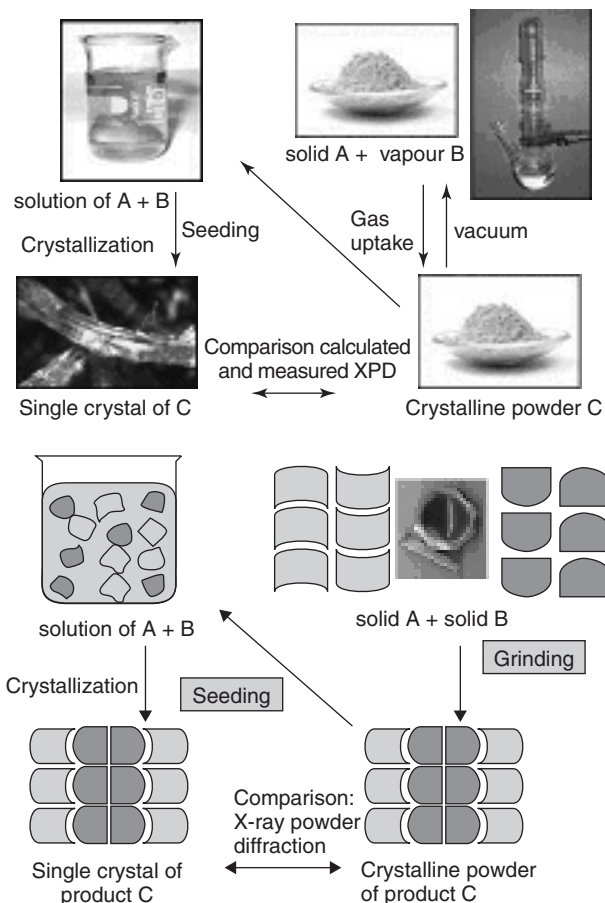 solid A + vapour B
solution of A + B
Crystallization
Seeding
Gas
uptake
vacuum
Comparison calculated
and measured XPD
Single crystal of C
Crystalline powder C
solution of A + B
solid A + solid B
Crystallization
Seeding
Grinding
Comparison:
X-ray powder
diffraction
Single crystal of
product C
Crystalline powder
of product C